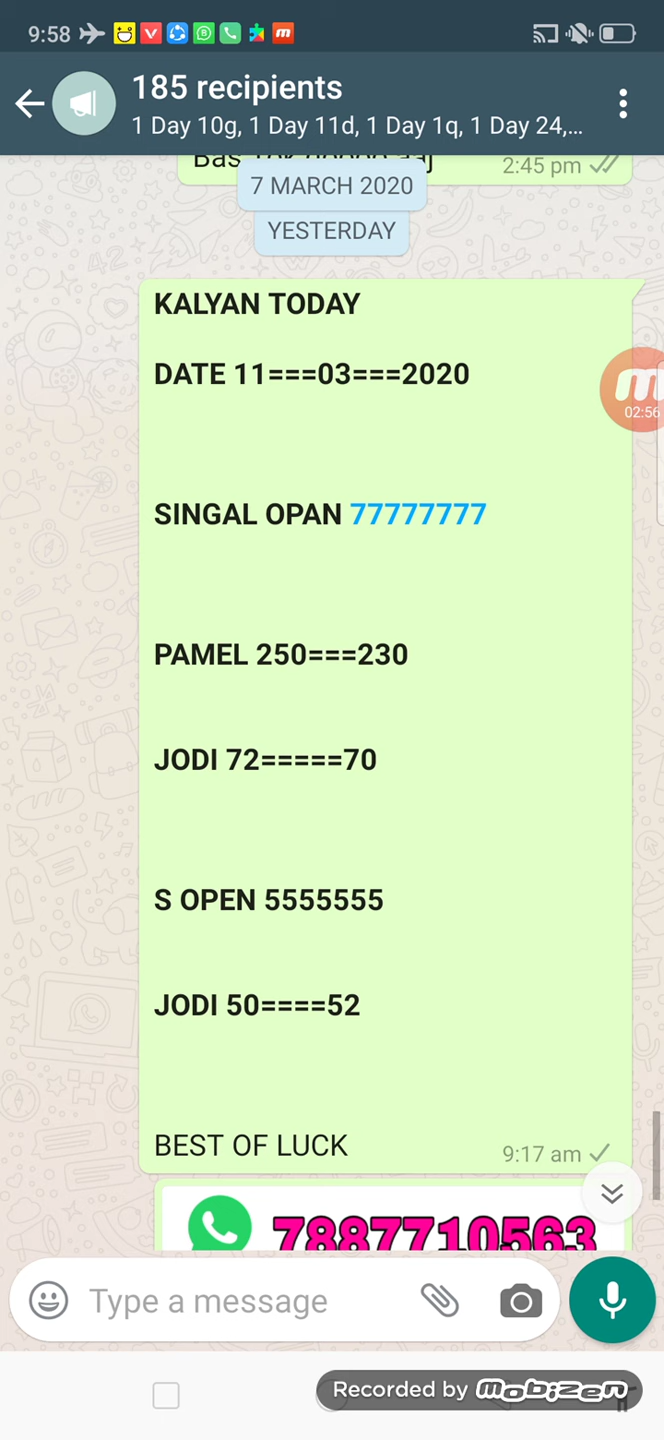 9:58
185 recipients
1 Day 10g, 1 Day 11d, 1 Day 1q, 1 Day 24,...
2:45 pm
7 MARCH 2020
YESTERDAY
KALYAN TODAY
DATE 11===03===2020
02:56
SINGAL OPAN 77777777
PAMEL 250===230
JODI 72=====70
S OPEN 5555555
JODI 50====52
BEST OF LUCK
9:17 am
7887710563
Type a message
Recorded by mobizen